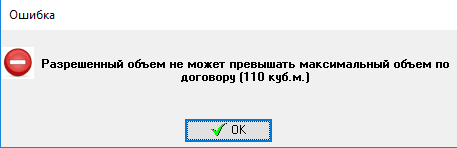 Ошибка
Разрешенный объем не может превышать максимальный объем по
договору (110 куб.м.)
OK